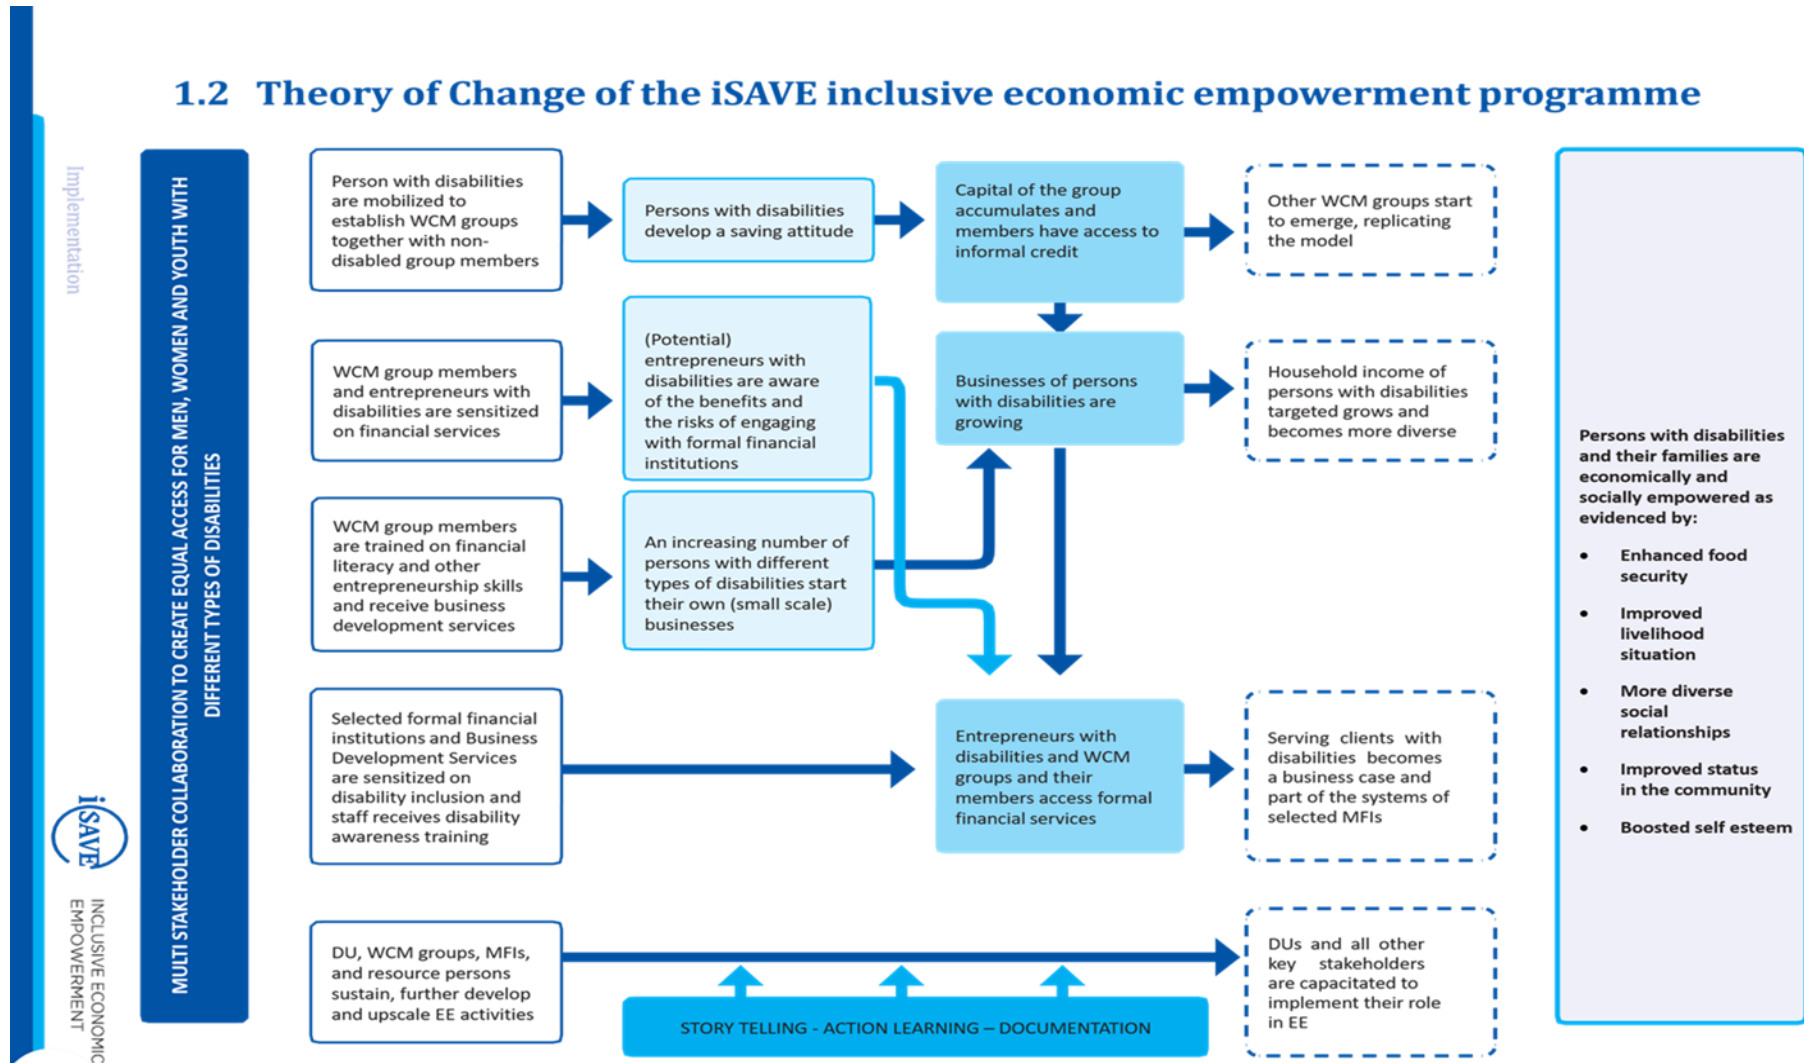 1.2 Theory of Change of the iSAVE inclusive economic empowerment programme
Implementation
iSAVE
INCLUSIVE ECONOMIC
EMPOWERMENT
MULTI STAKEHOLDER COLLABORATION TO CREATE EQUAL ACCESS FOR MEN, WOMEN AND YOUTH WITH
DIFFERENT TYPES OF DISABILITIES
Person with disabilities
are mobilized to
establish WCM groups
together with non-
disabled group members
Persons with disabilities
develop a saving attitude
Capital of the group
accumulates and
members have access to
informal credit
Other WCM groups start
to emerge, replicating
the model
WCM group members
and entrepreneurs with
disabilities are sensitized
on financial services
(Potential)
entrepreneurs with
disabilities are aware
of the benefits and
the risks of engaging
with formal financial
institutions
Businesses of persons
with disabilities are
growing
Household income of
persons with disabilities
targeted grows and
becomes more diverse
WCM group members
are trained on financial
literacy and other
entrepreneurship skills
and receive business
development services
An increasing number of
persons with different
types of disabilities start
their own (small scale)
businesses
Selected formal financial
institutions and Business
Development Services
are sensitized on
disability inclusion and
staff receives disability
awareness training
Entrepreneurs with
disabilities and WCM
groups and their
members access formal
financial services
Serving clients with
disabilities becomes
a business case and
part of the systems of
selected MFIs
DU, WCM groups, MFIs,
and resource persons
sustain, further develop
and upscale EE activities
STORY TELLING - ACTION LEARNING – DOCUMENTATION
DUs and all other
key stakeholders
are capacitated to
implement their role
in EE
Persons with disabilities
and their families are
economically and
socially empowered as
evidenced by:
• Enhanced food
security
• Improved
livelihood
situation
• More diverse
social
relationships
• Improved status
in the community
• Boosted self esteem